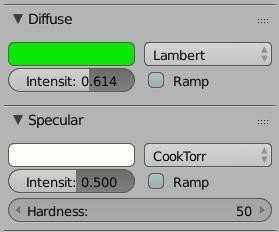 Diffuse
Lambert
Intensit: 0.614
Ramp
Specular
CookTorr
Intensit: 0.500
Ramp
Hardness: 50